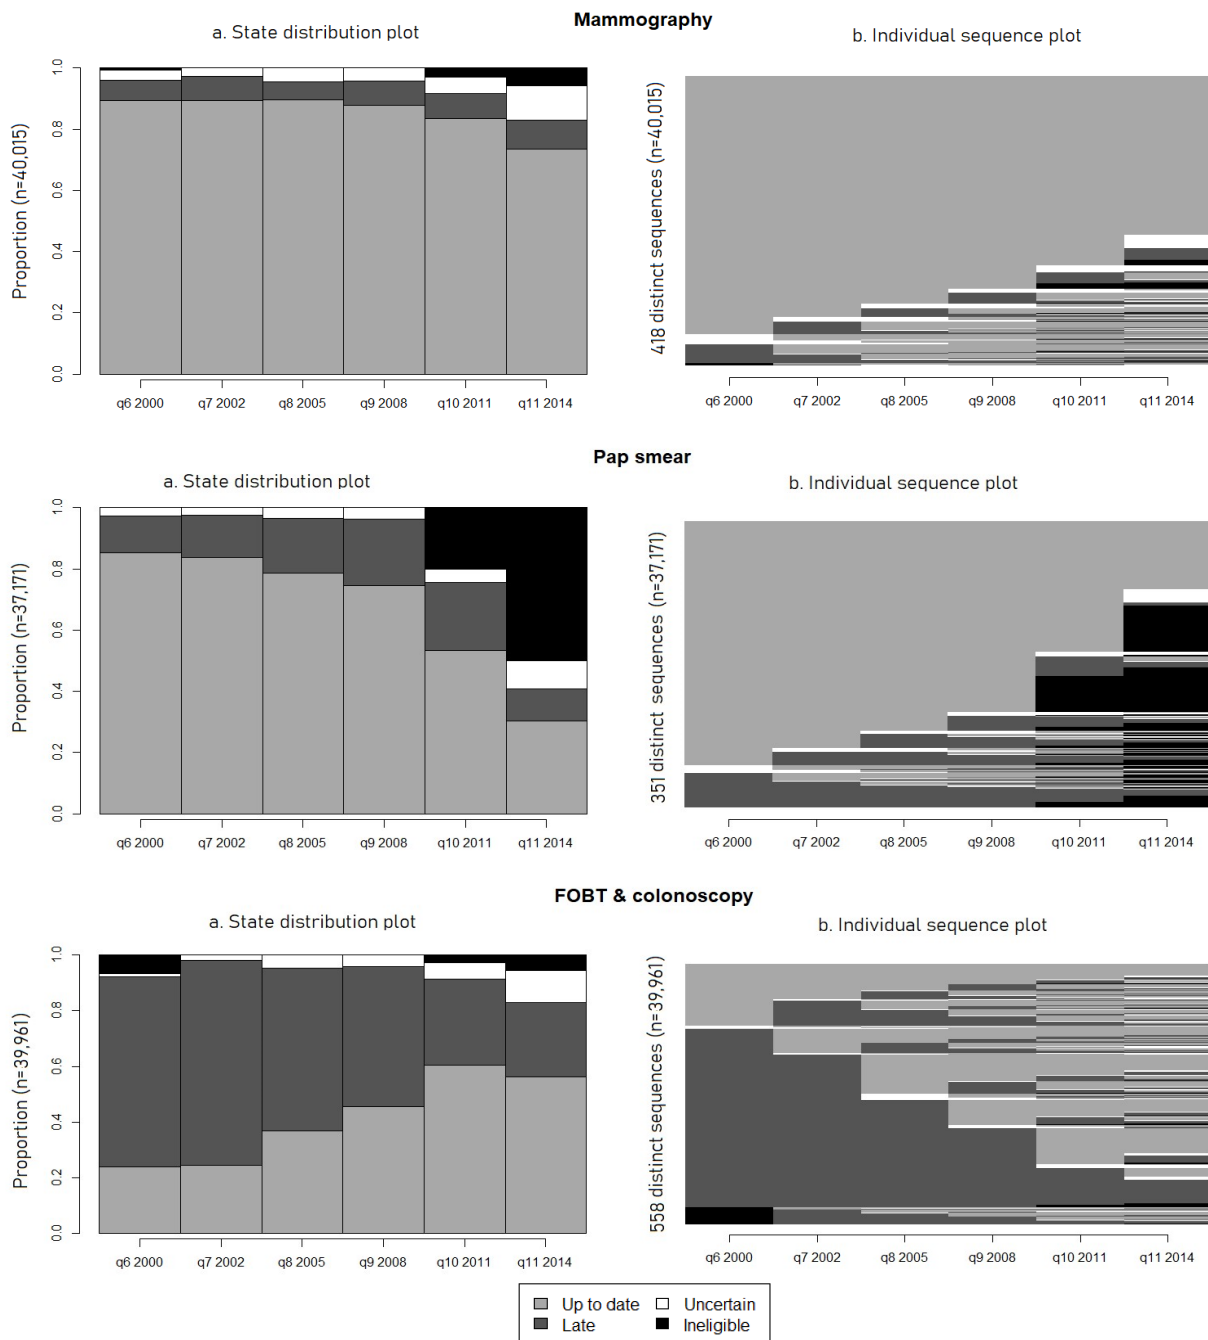 Mammography
a. State distribution plot
b. Individual sequence plot
Proportion (n=40,015)
1.0
0.8
0.6
0.4
0.2
0.0
q6 2000 q7 2002 q8 2005 q9 2008 q10 2011 q11 2014
418 distinct sequences (n=40,015)
q6 2000 q7 2002 q8 2005 q9 2008 q10 2011 q11 2014
Pap smear
a. State distribution plot
b. Individual sequence plot
Proportion (n=37,171)
1.0
0.8
0.6
0.4
0.2
0.0
q6 2000 q7 2002 q8 2005 q9 2008 q10 2011 q11 2014
351 distinct sequences (n=37,171)
q6 2000 q7 2002 q8 2005 q9 2008 q10 2011 q11 2014
FOBT & colonoscopy
a. State distribution plot
b. Individual sequence plot
Proportion (n=39,961)
1.0
0.8
0.6
0.4
0.2
0.0
q6 2000 q7 2002 q8 2005 q9 2008 q10 2011 q11 2014
558 distinct sequences (n=39,961)
q6 2000 q7 2002 q8 2005 q9 2008 q10 2011 q11 2014
Up to date Uncertain
Late Ineligible